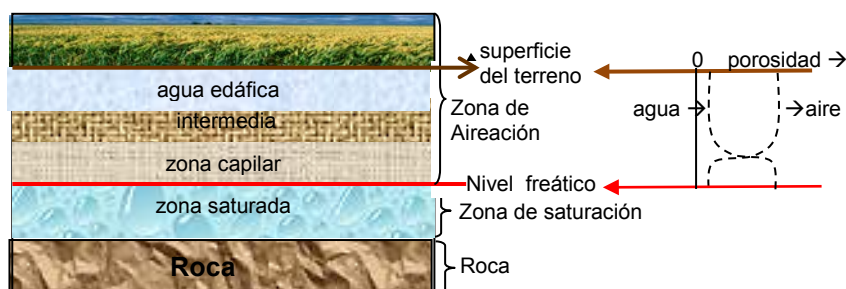 agua edáfica
intermedia
zona capilar
zona saturada
Roca
Zona de
Aireación
superficie
del terreno
Nivel freático
Zona de saturación
Roca
0 porosidad →
agua → → aire